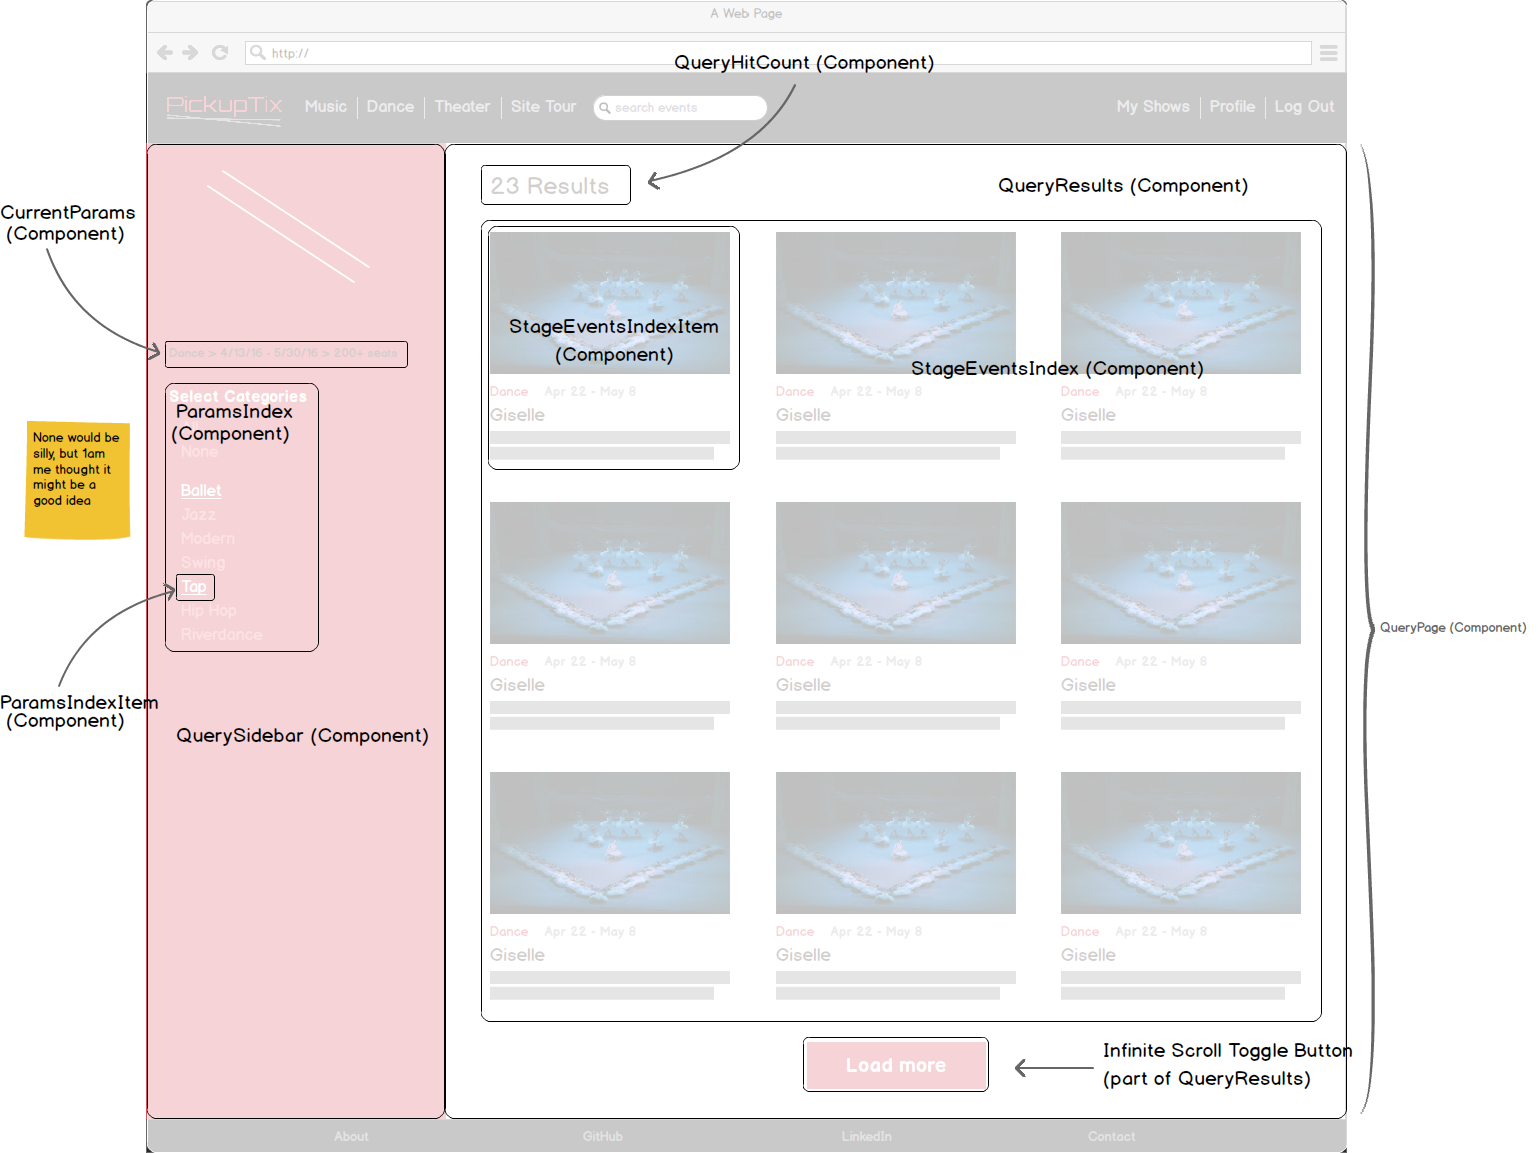 A Web Page
http://
QueryHitCount (Component)
PickupTix
Music
Dance
Theater
Site Tour
search events
My Shows
Profile
Log Out
CurrentParams
(Component)
23 Results
QueryResults (Component)
Dance > 4/13/16 - 5/30/16 > 200+ seats
StageEventsIndexItem
(Component)
StageEventsIndex (Component)
Select Categories
ParamsIndex
(Component)
None
Ballet
Jazz
Modern
Swing
Tap
Hip Hop
Riverdance
None would be
silly, but 1am
me thought it
might be a
good idea
ParamsIndexItem
(Component)
QuerySidebar (Component)
Dance Apr 22 - May 8
Giselle
Dance Apr 22 - May 8
Giselle
Dance Apr 22 - May 8
Giselle
Dance Apr 22 - May 8
Giselle
Dance Apr 22 - May 8
Giselle
Dance Apr 22 - May 8
Giselle
Dance Apr 22 - May 8
Giselle
Dance Apr 22 - May 8
Giselle
Dance Apr 22 - May 8
Giselle
QueryPage (Component)
Load more
Infinite Scroll Toggle Button
(part of QueryResults)
About
GitHub
LinkedIn
Contact